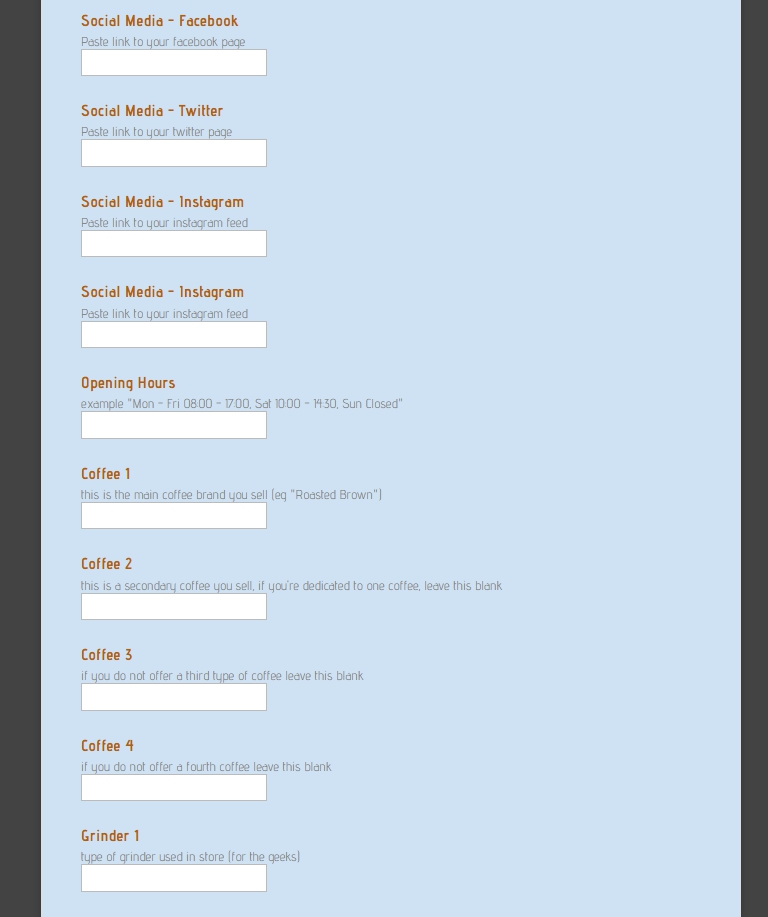 Social Media - Facebook
Paste link to your facebook page
Social Media - Twitter
Paste link to your twitter page
Social Media - Instagram
Paste link to your instagram feed
Social Media - Instagram
Paste link to your instagram feed
Opening Hours
example "Mon - Fri 08:00 - 17:00, Sat 10:00 - 14:30, Sun Closed"
Coffee 1
this is the main coffee brand you sell (eg "Roasted Brown")
Coffee 2
this is a secondary coffee you sell, if you're dedicated to one coffee, leave this blank
Coffee 3
if you do not offer a third type of coffee leave this blank
Coffee 4
if you do not offer a fourth coffee leave this blank
Grinder 1
type of grinder used in store (for the geeks)